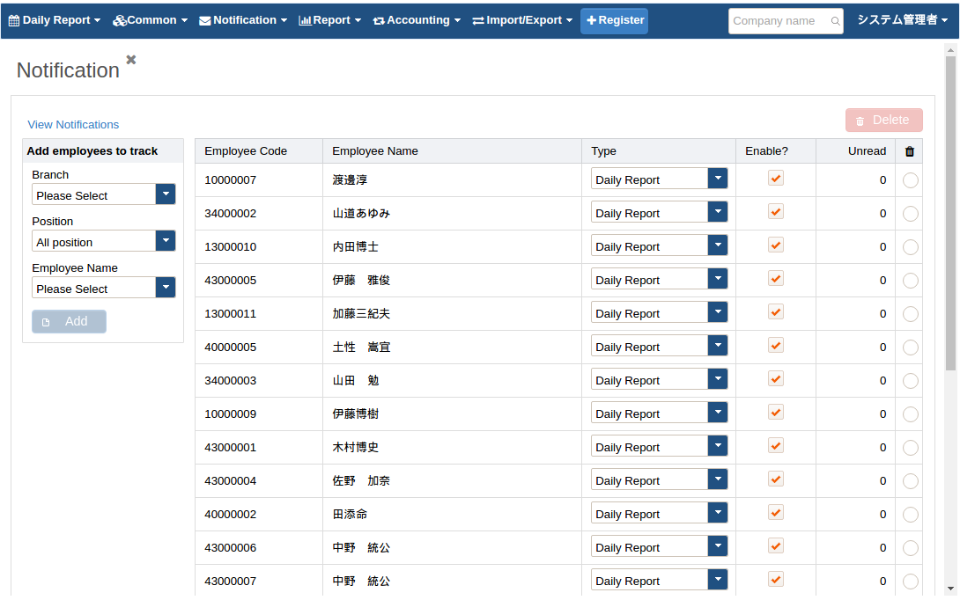 Daily Report Common Notification Report Accounting Import/Export Register Company name システム管理者
Notification
View Notifications
Delete
Add employees to track
Branch
Please Select
Position
All position
Employee Name
Please Select
Add
Employee Code Employee Name Type Enable? Unread
10000007 渡邊淳 Daily Report 0
34000002 山道あゆみ Daily Report 0
13000010 内田博士 Daily Report 0
43000005 伊藤　雅俊 Daily Report 0
13000011 加藤三紀夫 Daily Report 0
40000005 土性　嵩宜 Daily Report 0
34000003 山田　勉 Daily Report 0
10000009 伊藤博樹 Daily Report 0
43000001 木村博史 Daily Report 0
43000004 佐野　加奈 Daily Report 0
40000002 田添命 Daily Report 0
43000006 中野　統公 Daily Report 0
43000007 中野　統公 Daily Report 0